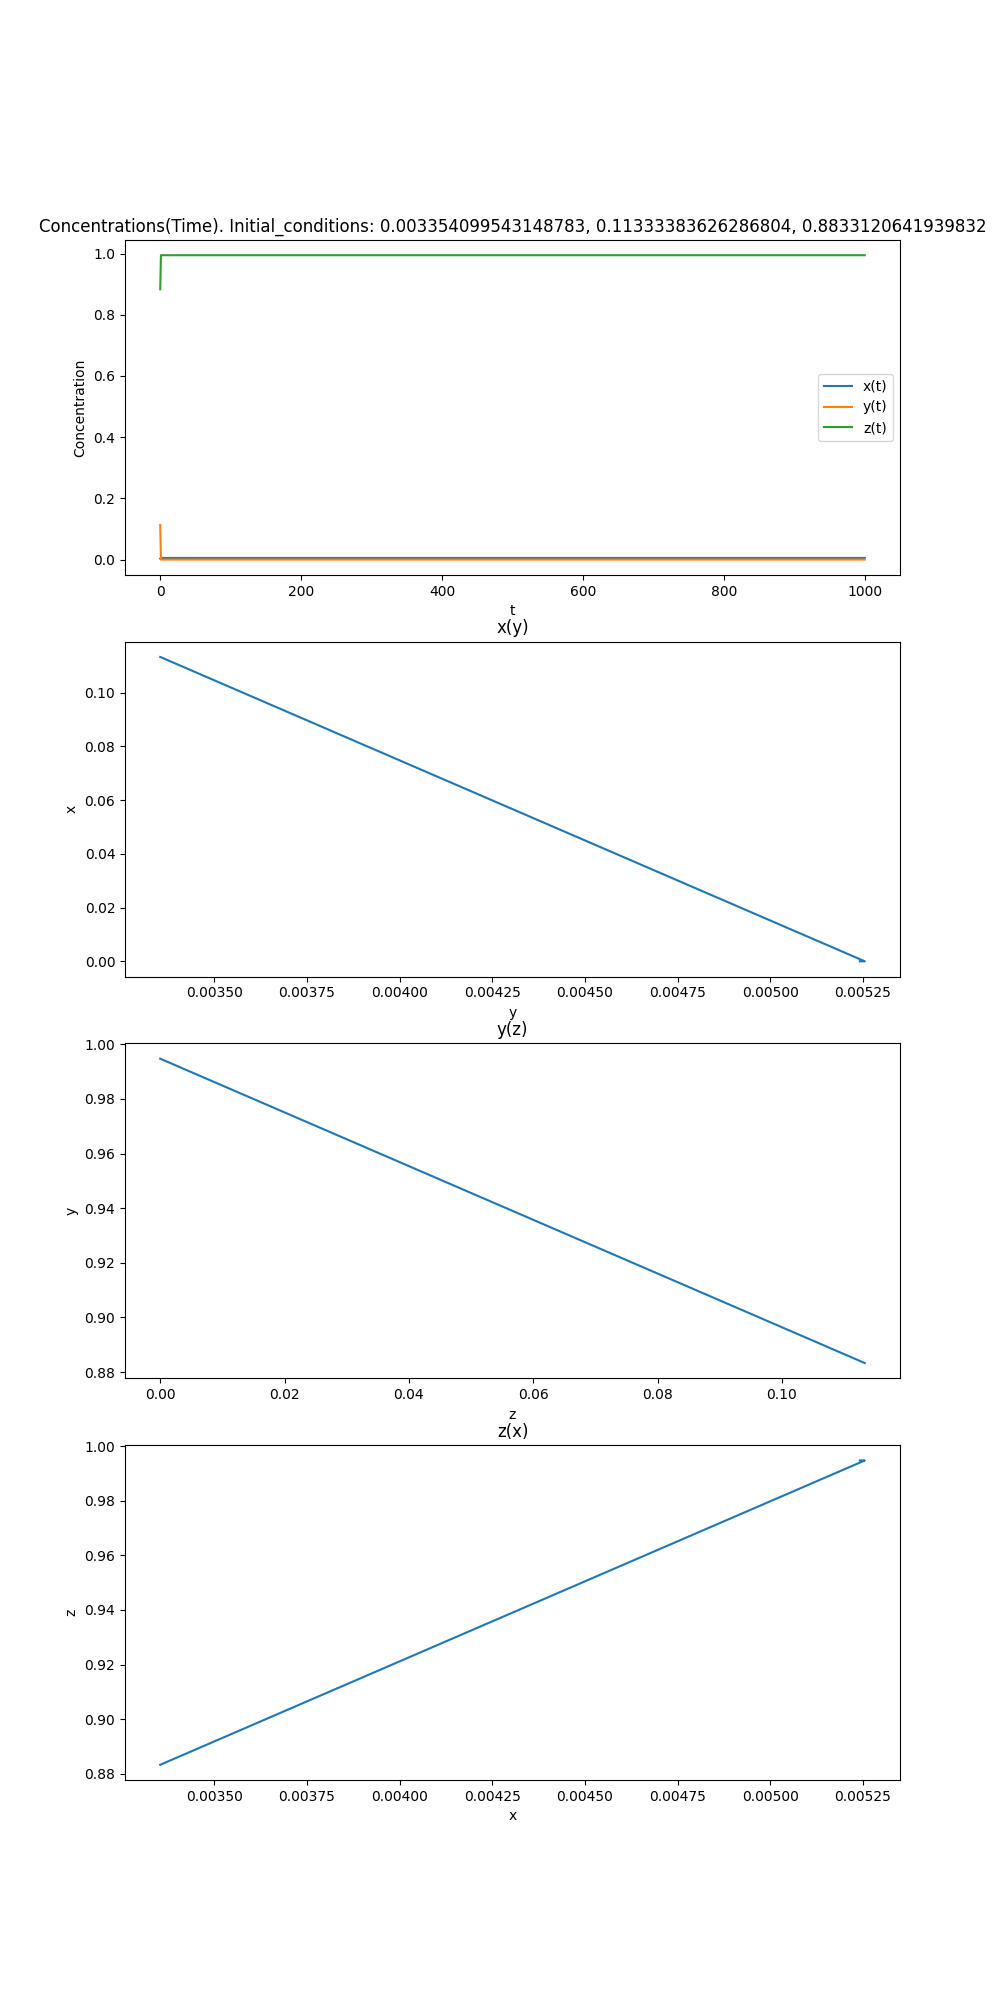 Concentrations(Time). Initial_conditions: 0.003354099543148783, 0.11333383626286804, 0.8833120641939832
1.0
0.8
0.6
0.4
0.2
0.0
Concentration
x(t)
y(t)
z(t)
0 200 400 600 800 1000
t
x(y)
0.10
0.08
0.06
0.04
0.02
0.00
x
0.00350 0.00375 0.00400 0.00425 0.00450 0.00475 0.00500 0.00525
y
y(z)
1.00
0.98
0.96
0.94
0.92
0.90
0.88
y
0.00 0.02 0.04 0.06 0.08 0.10
z
z(x)
1.00
0.98
0.96
0.94
0.92
0.90
0.88
z
0.00350 0.00375 0.00400 0.00425 0.00450 0.00475 0.00500 0.00525
x